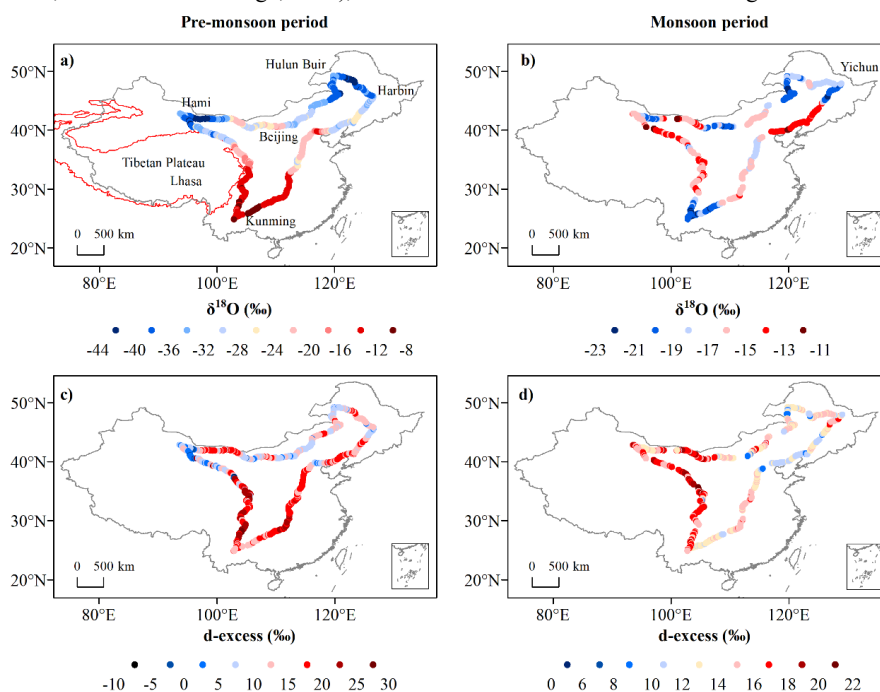 Pre-monsoon period
Monsoon period
a)
Hulun Buir
50°N
Hami
Harbin
40°N
Beijing
Tibetan Plateau
Lhasa
30°N
Kunming
20°N
0 500 km
80°E 100°E 120°E
b)
Yichun
50°N
40°N
30°N
20°N
0 500 km
80°E 100°E 120°E
δ18O (‰)
-44 -40 -36 -32 -28 -24 -20 -16 -12 -8
δ18O (‰)
-23 -21 -19 -17 -15 -13 -11
c)
50°N
40°N
30°N
20°N
0 500 km
80°E 100°E 120°E
d)
50°N
40°N
30°N
20°N
0 500 km
80°E 100°E 120°E
d-excess (‰)
-10 -5 0 5 10 15 20 25 30
d-excess (‰)
0 6 8 10 12 14 16 18 20 22